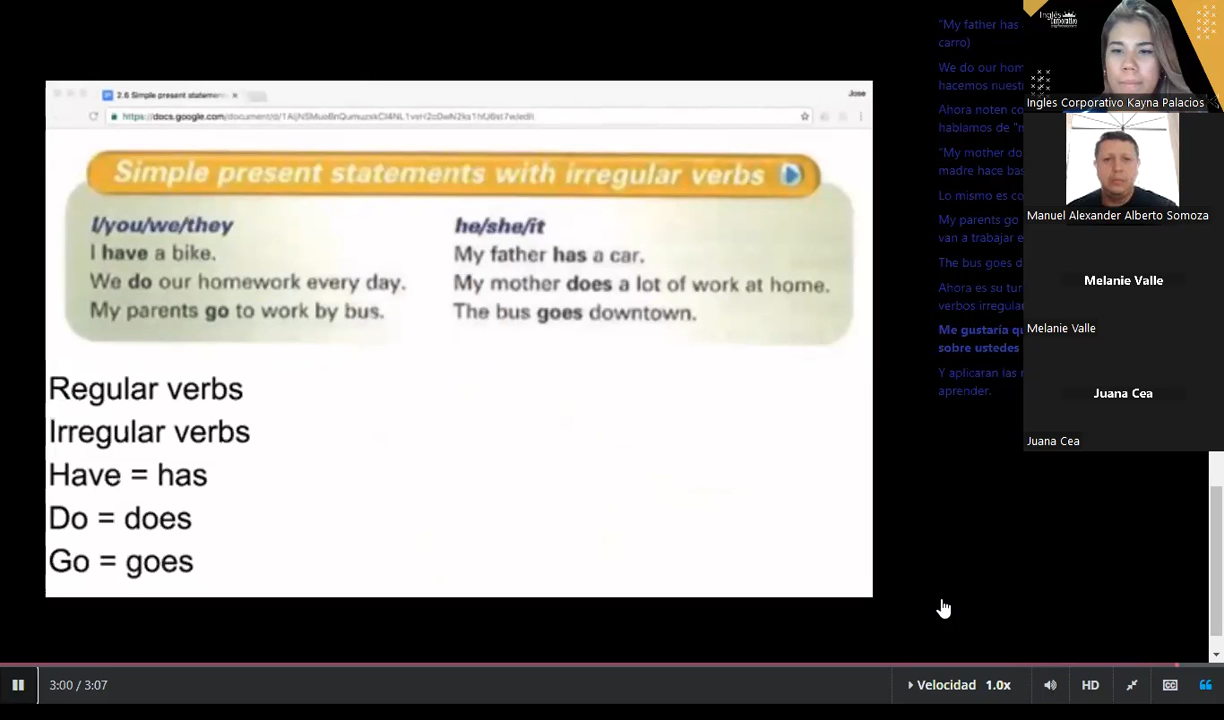 2.6 Simple present statemen
Jose
Simple present statements with irregular verbs
I/you/we/they
I have a bike.
We do our homework every day.
My parents go to work by bus.
he/she/it
My father has a car.
My mother does a lot of work at home.
The bus goes downtown.
Regular verbs
Irregular verbs
Have = has
Do = does
Go = goes
"My father has
carro)
We do our hom
hacemos nuest
Ahora noten co
hablamos de "n
"My mother do
madre hace bas
Lo mismo es co
My parents go
van a trabajar e
The bus goes d
Ahora es su tur
verbos irregular
Me gustaría qu
sobre ustedes
Y aplicaran las r
aprender.
Inglés
Corporativo
Ingles Corporativo Kayna Palacios
Manuel Alexander Alberto Somoza
Melanie Valle
Melanie Valle
Juana Cea
Juana Cea
3:00 / 3:07
Velocidad 1.0x
HD
CC